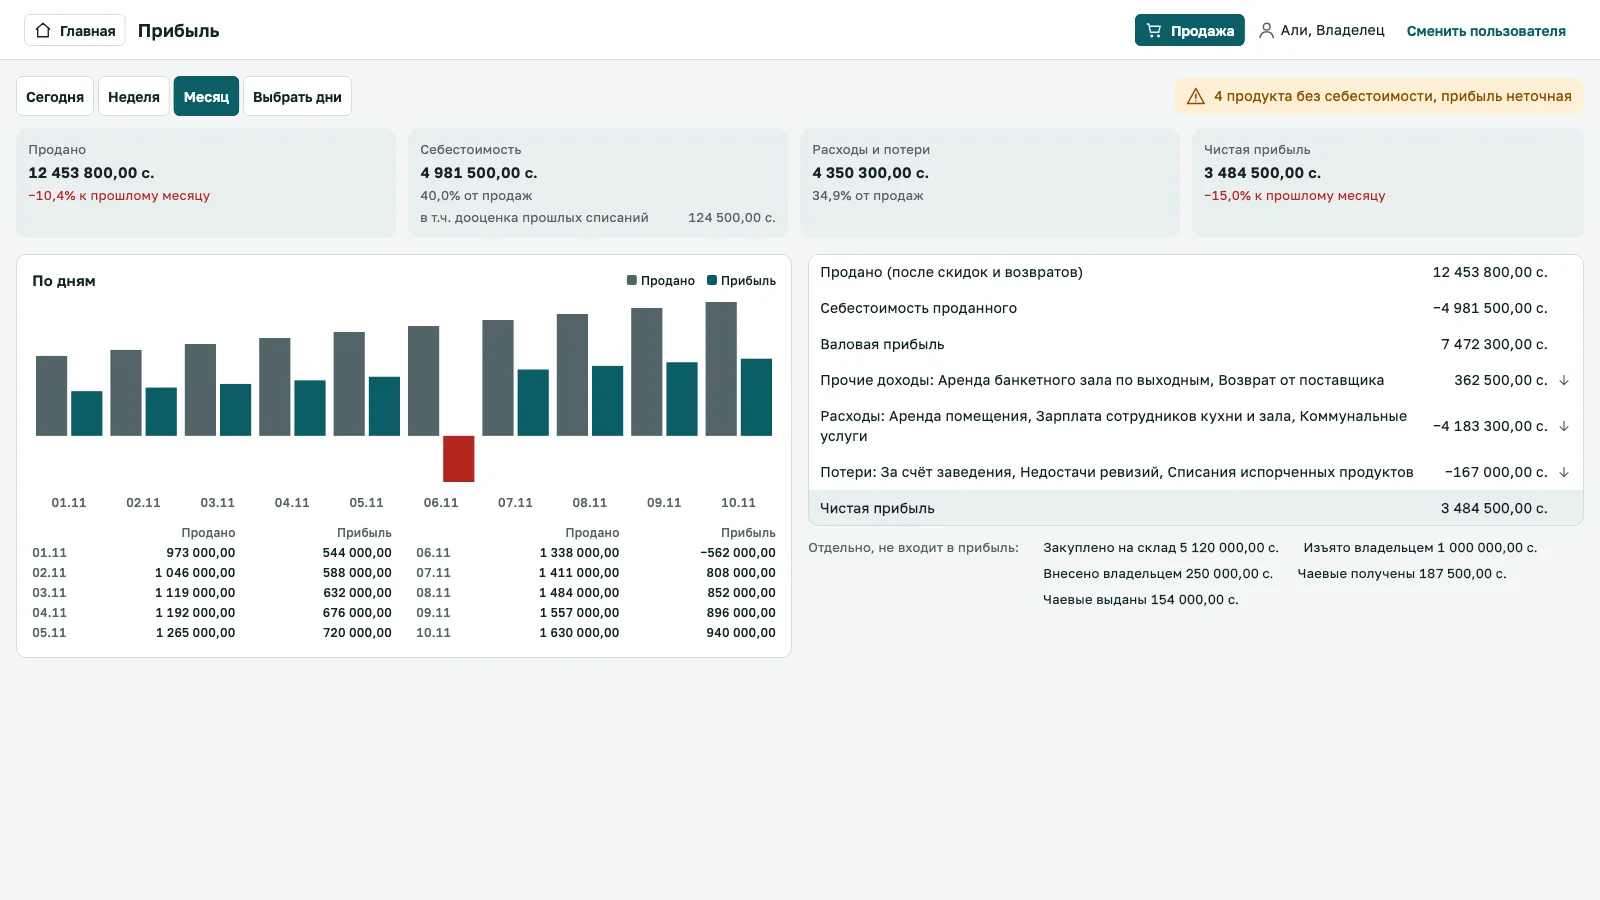 Главная
Прибыль
Продажа
Али, Владелец
Сменить пользователя
Сегодня
Неделя
Месяц
Выбрать дни
4 продукта без себестоимости, прибыль неточная
Продано
12 453 800,00 с.
−10,4% к прошлому месяцу
Себестоимость
4 981 500,00 с.
40,0% от продаж
в т.ч. дооценка прошлых списаний 124 500,00 с.
Расходы и потери
4 350 300,00 с.
34,9% от продаж
Чистая прибыль
3 484 500,00 с.
−15,0% к прошлому месяцу
По дням
Продано Прибыль
01.11 02.11 03.11 04.11 05.11 06.11 07.11 08.11 09.11 10.11
Продано Прибыль Продано Прибыль
01.11 973 000,00 544 000,00 06.11 1 338 000,00 −562 000,00
02.11 1 046 000,00 588 000,00 07.11 1 411 000,00 808 000,00
03.11 1 119 000,00 632 000,00 08.11 1 484 000,00 852 000,00
04.11 1 192 000,00 676 000,00 09.11 1 557 000,00 896 000,00
05.11 1 265 000,00 720 000,00 10.11 1 630 000,00 940 000,00
Продано (после скидок и возвратов) 12 453 800,00 с.
Себестоимость проданного −4 981 500,00 с.
Валовая прибыль 7 472 300,00 с.
Прочие доходы: Аренда банкетного зала по выходным, Возврат от поставщика 362 500,00 с.
Расходы: Аренда помещения, Зарплата сотрудников кухни и зала, Коммунальные
услуги −4 183 300,00 с.
Потери: За счёт заведения, Недостачи ревизий, Списания испорченных продуктов −167 000,00 с.
Чистая прибыль 3 484 500,00 с.
Отдельно, не входит в прибыль: Закуплено на склад 5 120 000,00 с. Изъято владельцем 1 000 000,00 с.
Внесено владельцем 250 000,00 с. Чаевые получены 187 500,00 с.
Чаевые выданы 154 000,00 с.